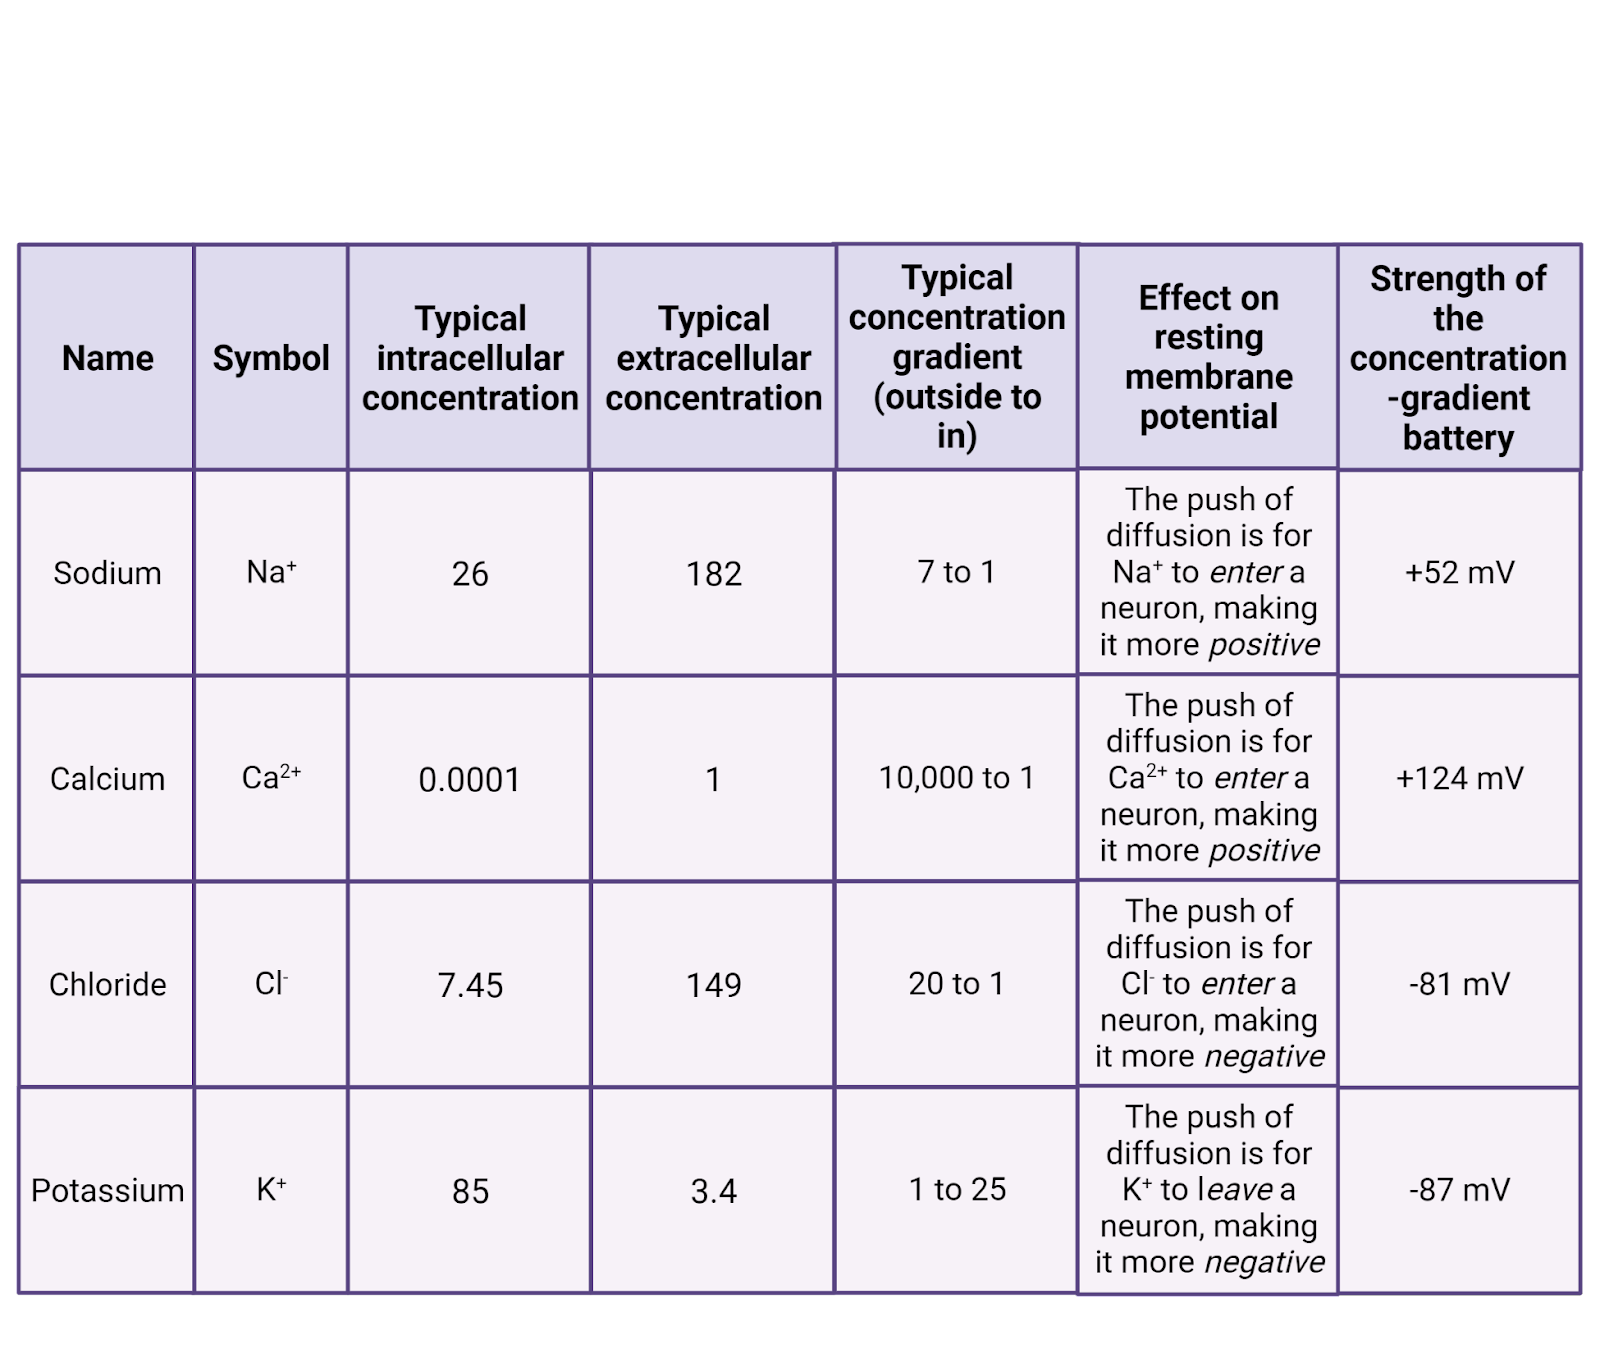 Name
Symbol
Typical
intracellular
concentration
Typical
extracellular
concentration
Typical
concentration
gradient
(outside to
in)
Effect on
resting
membrane
potential
Strength of
the
concentration
-gradient
battery
Sodium
Na⁺
26
182
7 to 1
The push of
diffusion is for
Na⁺ to enter a
neuron, making
it more positive
+52 mV
Calcium
Ca²⁺
0.0001
1
10,000 to 1
The push of
diffusion is for
Ca²⁺ to enter a
neuron, making
it more positive
+124 mV
Chloride
Cl⁻
7.45
149
20 to 1
The push of
diffusion is for
Cl⁻ to enter a
neuron, making
it more negative
-81 mV
Potassium
K⁺
85
3.4
1 to 25
The push of
diffusion is for
K⁺ to leave a
neuron, making
it more negative
-87 mV